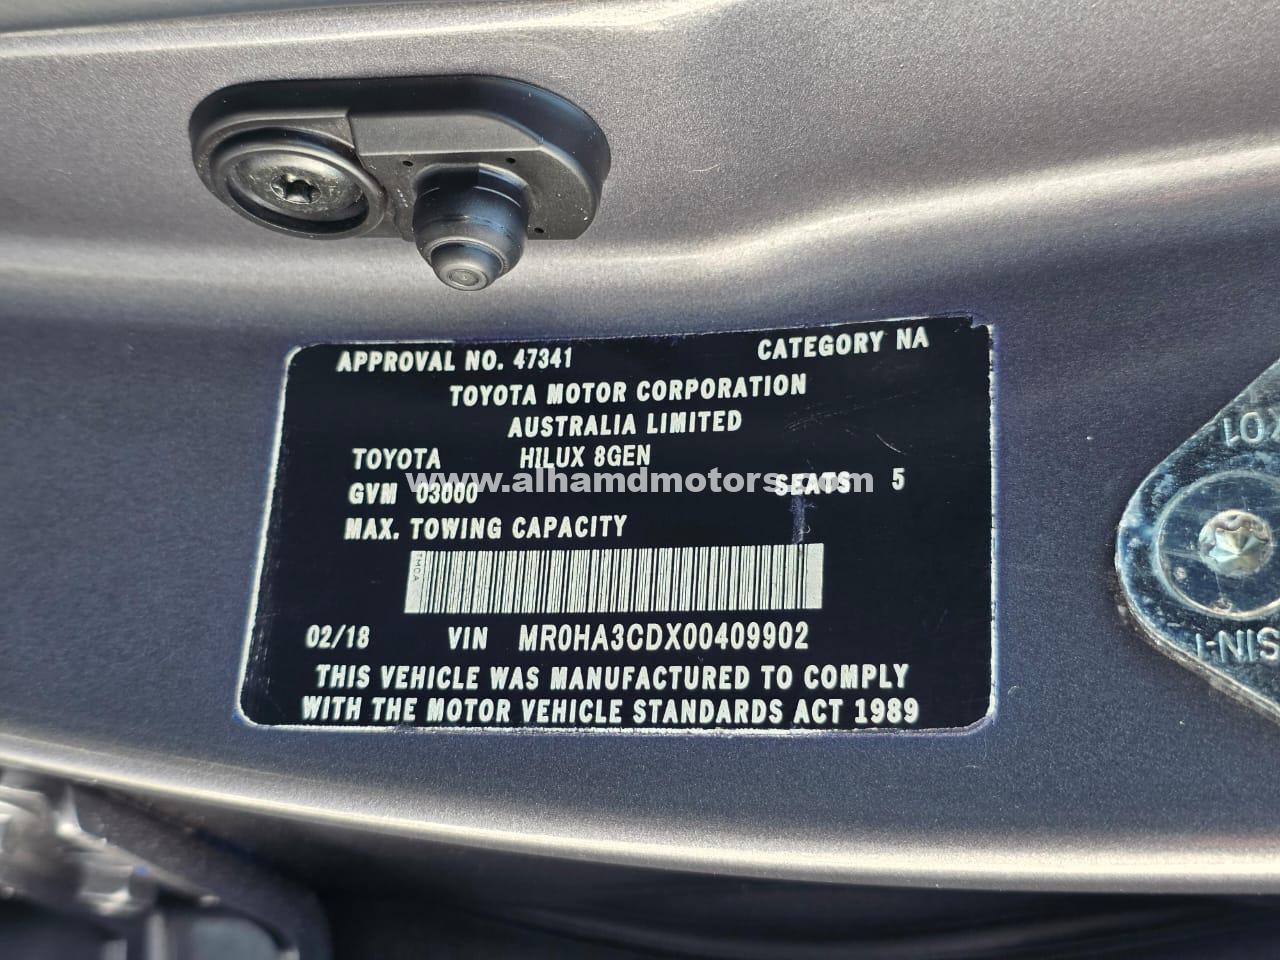 APPROVAL NO. 47341 CATEGORY NA
TOYOTA MOTOR CORPORATION
AUSTRALIA LIMITED
TOYOTA HILUX 8GEN
www.alhamdmotors.com
GVM 03000 SEATS 5
MAX. TOWING CAPACITY
TMCA
02/18 VIN MR0HA3CDX00409902
THIS VEHICLE WAS MANUFACTURED TO COMPLY
WITH THE MOTOR VEHICLE STANDARDS ACT 1989